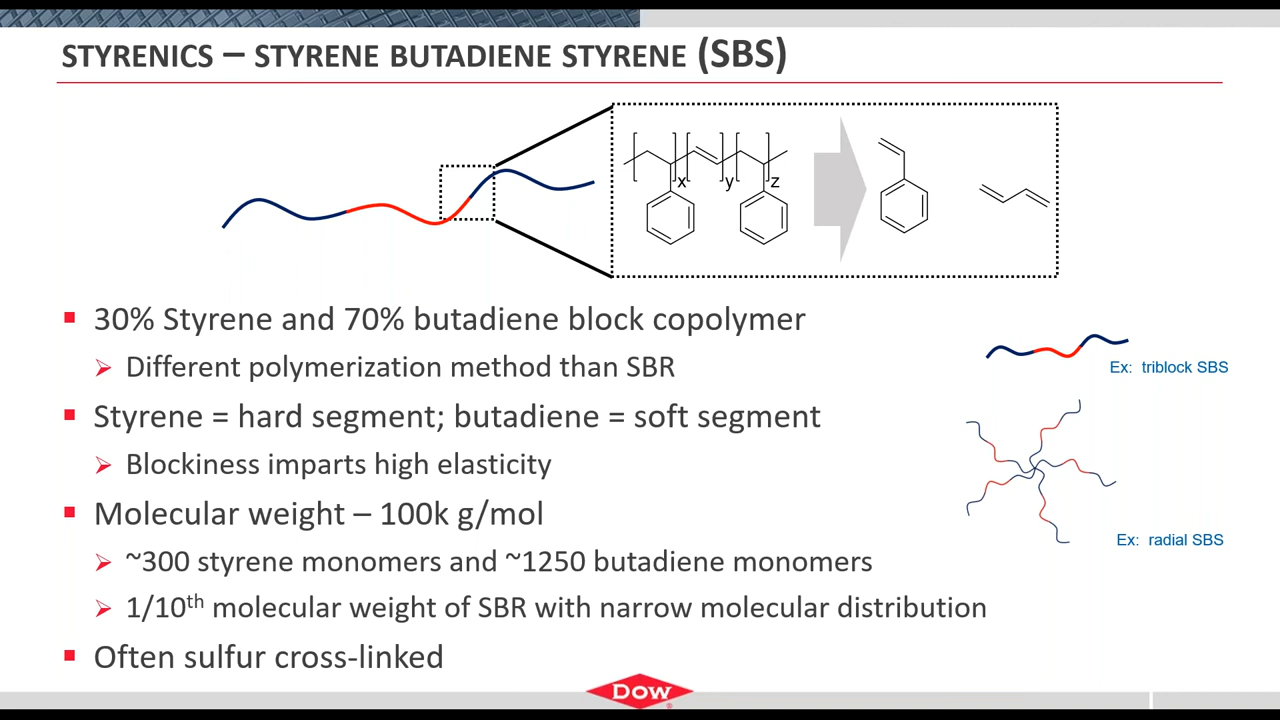 STYRENICS – STYRENE BUTADIENE STYRENE (SBS)
x y z
30% Styrene and 70% butadiene block copolymer
Different polymerization method than SBR
Ex: triblock SBS
Styrene = hard segment; butadiene = soft segment
Blockiness imparts high elasticity
Molecular weight – 100k g/mol
Ex: radial SBS
~300 styrene monomers and ~1250 butadiene monomers
1/10th molecular weight of SBR with narrow molecular distribution
Often sulfur cross-linked
DOW